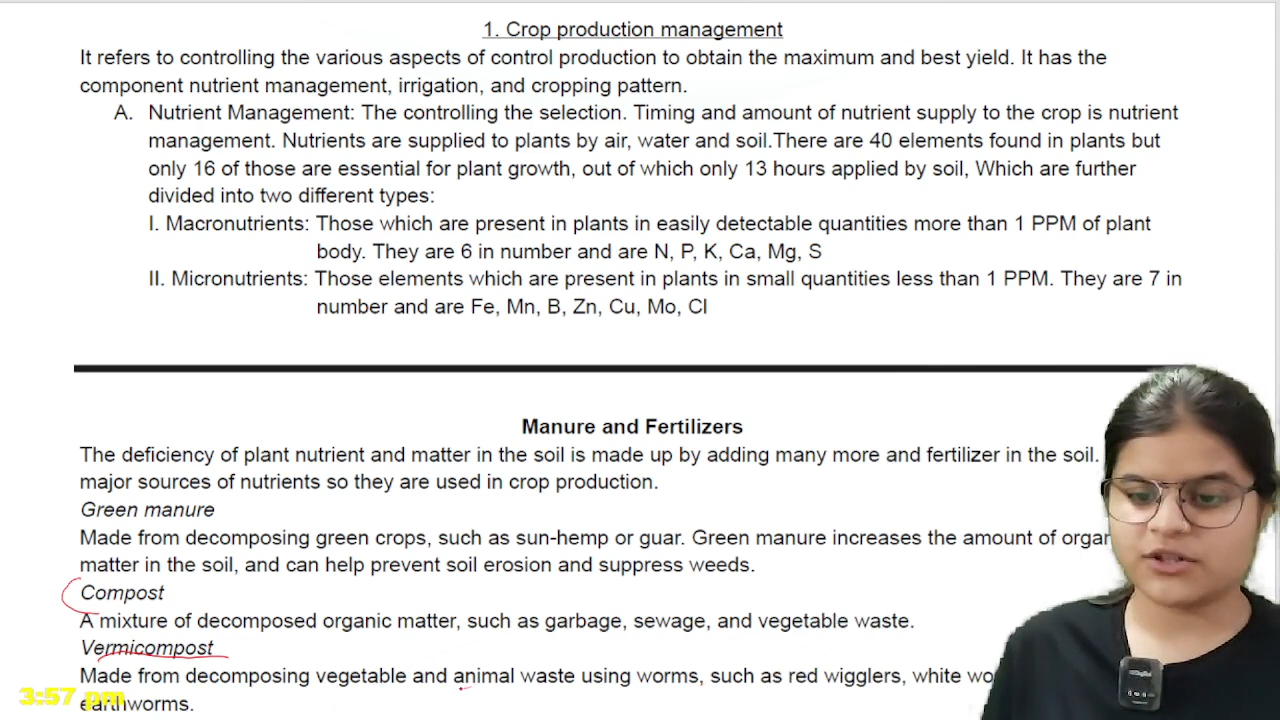 1. Crop production management
It refers to controlling the various aspects of control production to obtain the maximum and best yield. It has the
component nutrient management, irrigation, and cropping pattern.
A. Nutrient Management: The controlling the selection. Timing and amount of nutrient supply to the crop is nutrient
management. Nutrients are supplied to plants by air, water and soil.There are 40 elements found in plants but
only 16 of those are essential for plant growth, out of which only 13 hours applied by soil, Which are further
divided into two different types:
I. Macronutrients: Those which are present in plants in easily detectable quantities more than 1 PPM of plant
body. They are 6 in number and are N, P, K, Ca, Mg, S
II. Micronutrients: Those elements which are present in plants in small quantities less than 1 PPM. They are 7 in
number and are Fe, Mn, B, Zn, Cu, Mo, Cl
Manure and Fertilizers
The deficiency of plant nutrient and matter in the soil is made up by adding many more and fertilizer in the soil.
major sources of nutrients so they are used in crop production.
Green manure
Made from decomposing green crops, such as sun-hemp or guar. Green manure increases the amount of
matter in the soil, and can help prevent soil erosion and suppress weeds.
Compost
A mixture of decomposed organic matter, such as garbage, sewage, and vegetable waste.
Vermicompost
Made from decomposing vegetable and animal waste using worms, such as red wigglers, white
3:57 pm
earthworms.